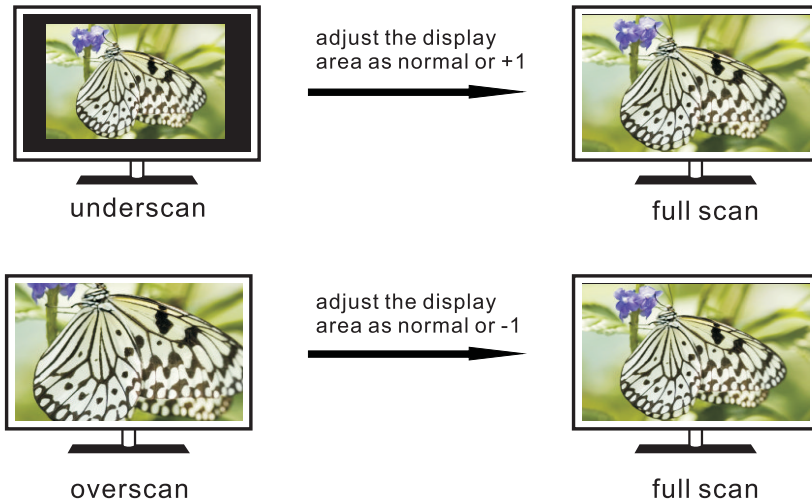 adjust the display
area as normal or +1
underscan
full scan
adjust the display
area as normal or -1
overscan
full scan